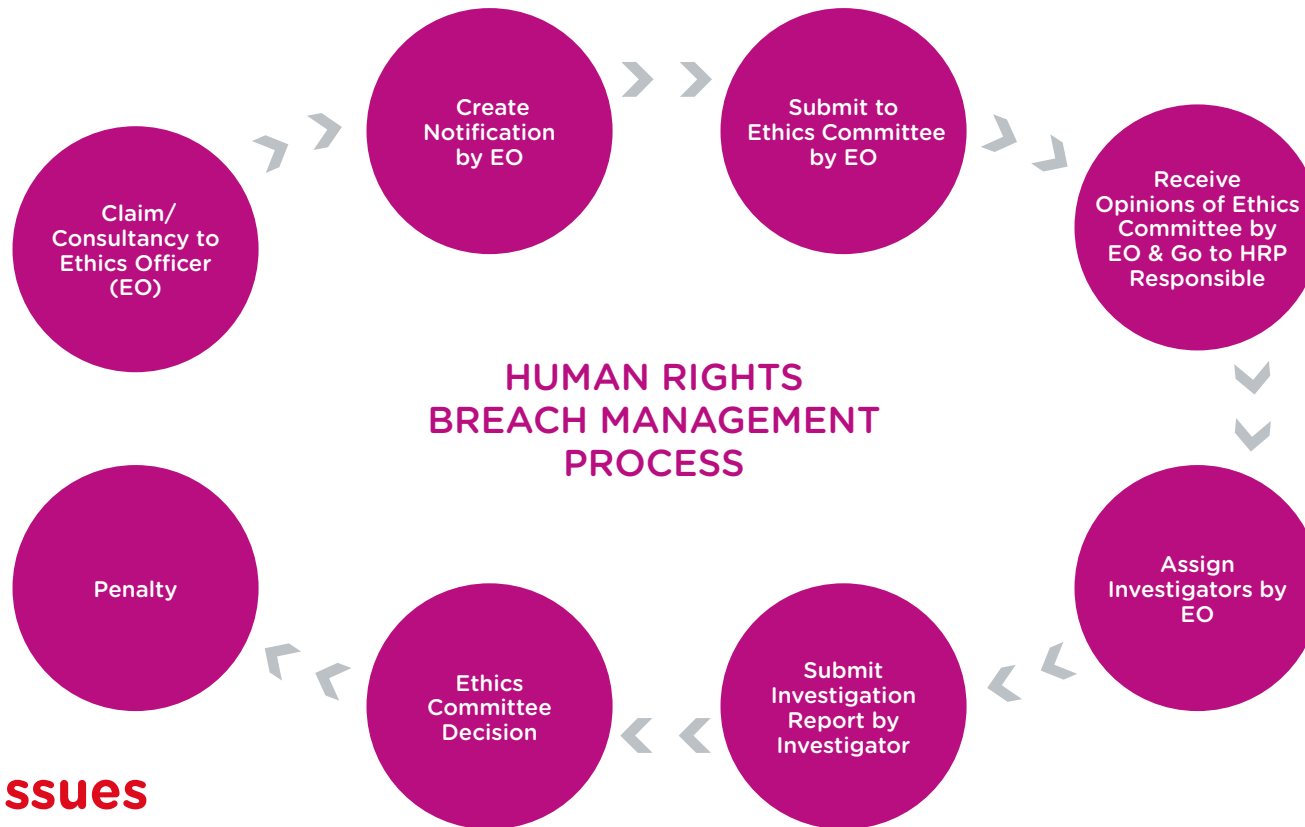 Claim/
Consultancy to
Ethics Officer
(EO)
Create
Notification
by EO
Submit to
Ethics Committee
by EO
Receive
Opinions of Ethics
Committee by
EO & Go to HRP
Responsible
HUMAN RIGHTS
BREACH MANAGEMENT
PROCESS
Assign
Investigators by
EO
Submit
Investigation
Report by
Investigator
Ethics
Committee
Decision
Penalty
ssues